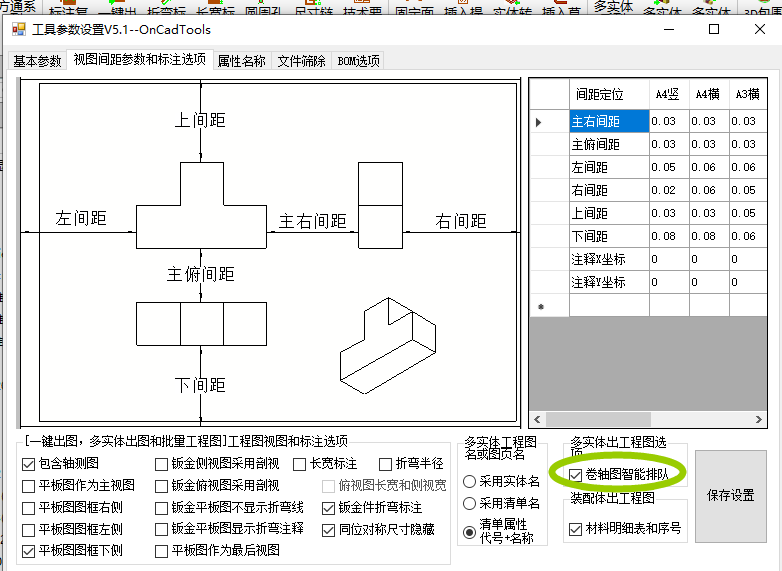 工具参数设置V5.1--OnCadTools
基本参数 视图间距参数和标注选项 属性名称 文件筛除 BOM选项
上间距
左间距 主右间距 右间距
主俯间距
下间距
间距定位 A4竖 A4横 A3横
主右间距 0.03 0.03 0.03
主俯间距 0.03 0.03 0.03
左间距 0.05 0.06 0.06
右间距 0.02 0.06 0.05
上间距 0.03 0.03 0.05
下间距 0.08 0.08 0.06
注释X坐标 0 0 0
注释Y坐标 0 0 0
[一键出图，多实体出图和批量工程图]工程图视图和标注选项
包含轴测图 钣金侧视图采用剖视 长宽标注 折弯半径
平板图作为主视图 钣金俯视图采用剖视 俯视图长宽和侧视宽
平板图图框右侧 钣金平板图不显示折弯线 钣金件折弯标注
平板图图框左侧 钣金平板图显示折弯注释 同位对称尺寸隐藏
平板图图框下侧 平板图作为最后视图
多实体工程图
名或图页名
采用实体名
采用清单名
清单属性
代号+名称
多实体出工程图选
项
卷轴图智能排队
装配体出工程图
材料明细表和序号
保存设置